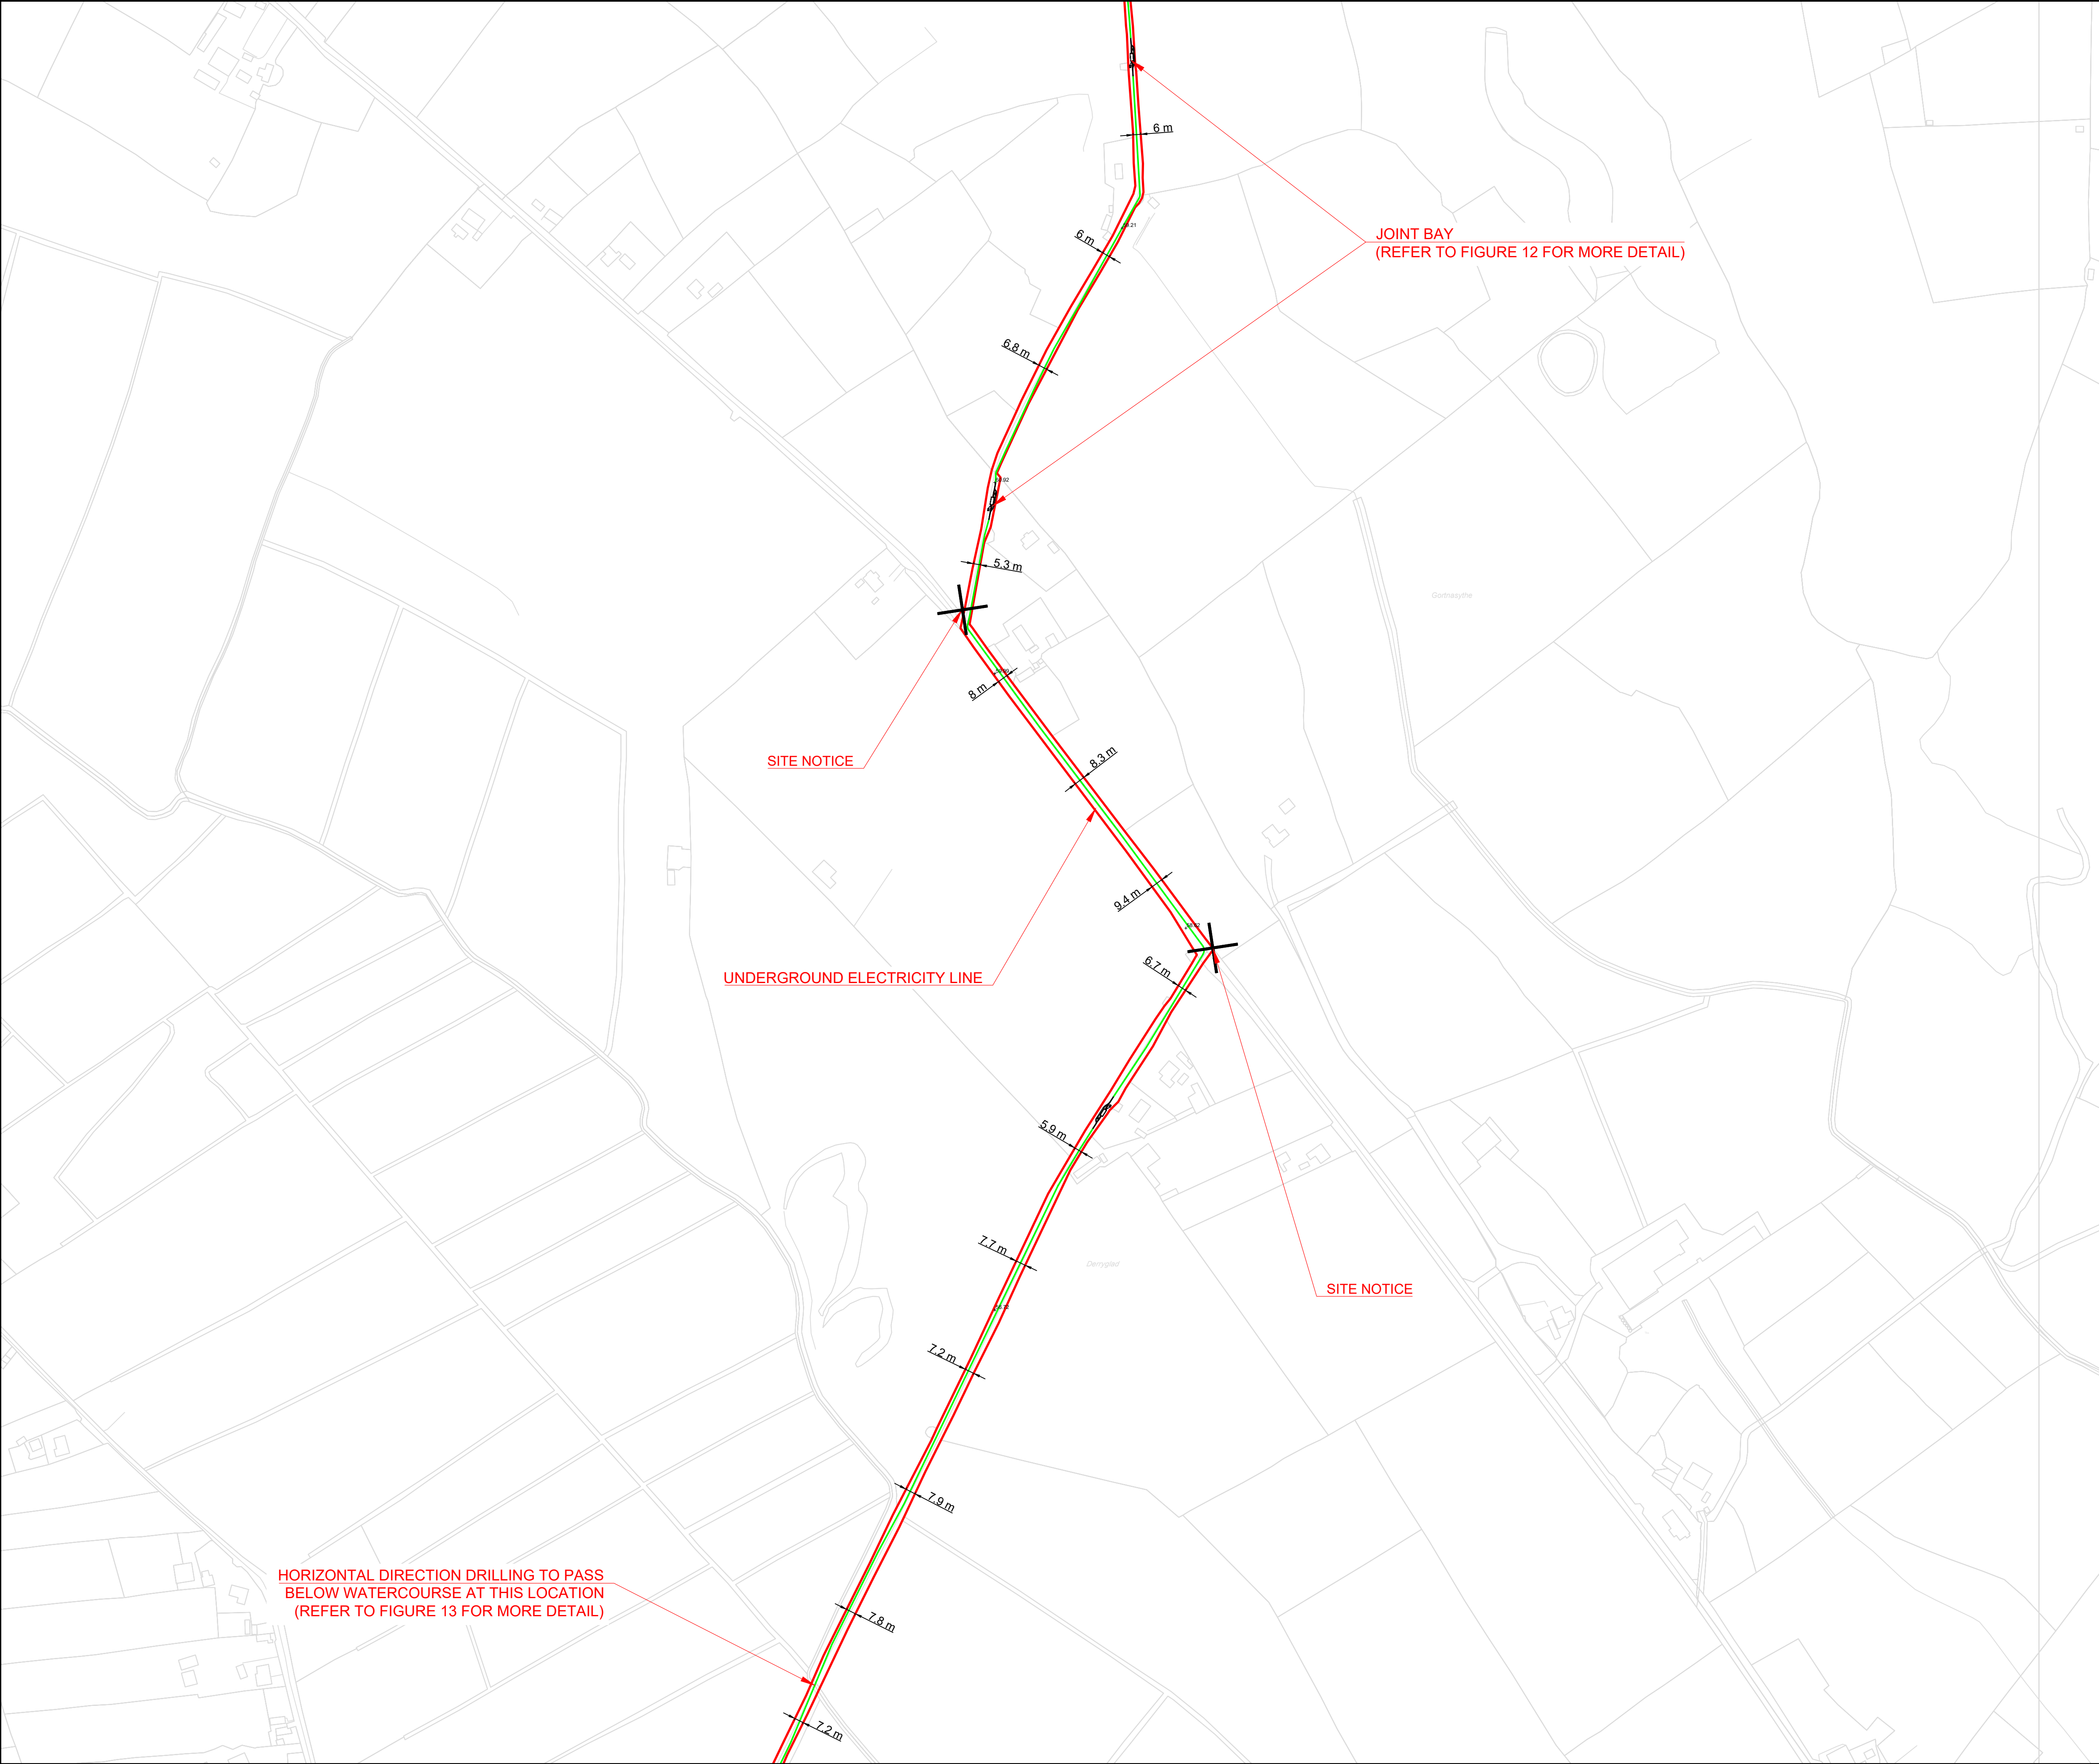 6 m
JOINT BAY
(REFER TO FIGURE 12 FOR MORE DETAIL)
6 m
6.8 m
5.3 m
Gortnasythe
8 m
8.3 m
SITE NOTICE
9.4 m
6.7 m
UNDERGROUND ELECTRICITY LINE
5.9 m
7.7 m
Derryglad
SITE NOTICE
7.2 m
7.9 m
HORIZONTAL DIRECTION DRILLING TO PASS
BELOW WATERCOURSE AT THIS LOCATION
(REFER TO FIGURE 13 FOR MORE DETAIL)
7.8 m
7.2 m